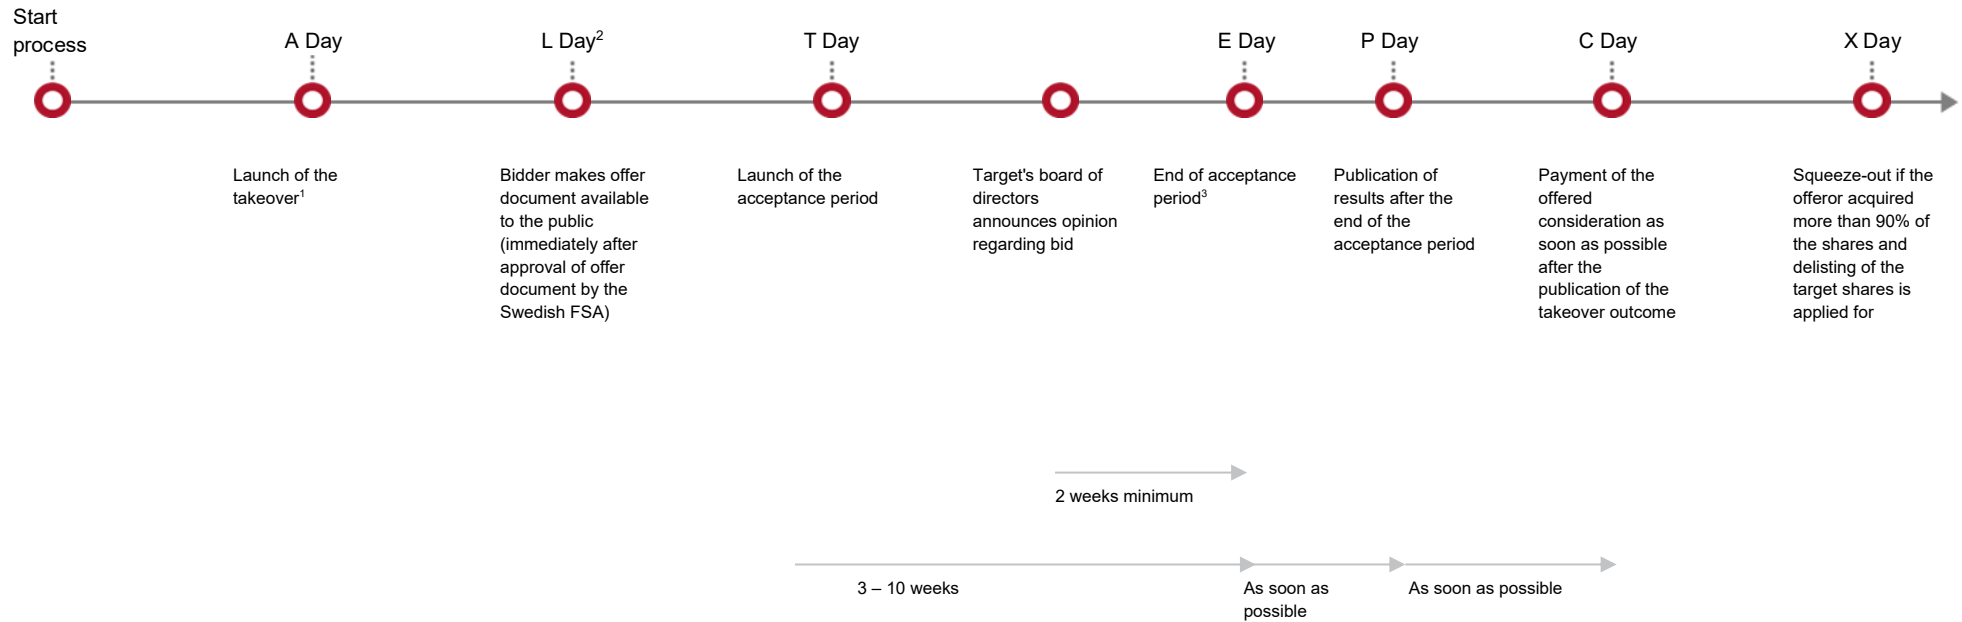 Start
process
A Day
L Day²
T Day
E Day
P Day
C Day
X Day
Launch of the
takeover¹
Bidder makes offer
document available
to the public
(immediately after
approval of offer
document by the
Swedish FSA)
Launch of the
acceptance period
Target's board of
directors
announces opinion
regarding bid
End of acceptance
period³
Publication of
results after the
end of the
acceptance period
Payment of the
offered
consideration as
soon as possible
after the
publication of the
takeover outcome
Squeeze-out if the
offeror acquired
more than 90% of
the shares and
delisting of the
target shares is
applied for
2 weeks minimum
3 – 10 weeks
As soon as
possible
As soon as possible